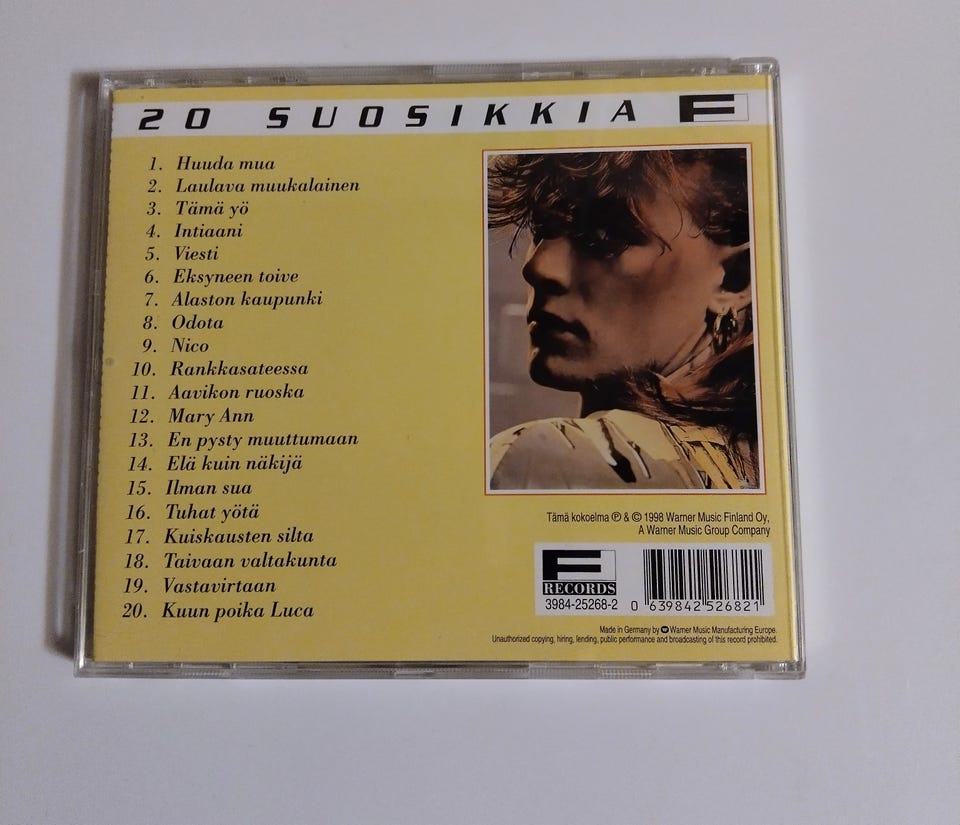 20 SUOSIKKIA F
1. Huuda mua
2. Laulava muukalainen
3. Tämä yö
4. Intiaani
5. Viesti
6. Eksyneen toive
7. Alaston kaupunki
8. Odota
9. Nico
10. Rankkasateessa
11. Aavikon ruoska
12. Mary Ann
13. En pysty muuttumaan
14. Elä kuin näkijä
15. Ilman sua
16. Tuhat yötä
17. Kuiskausten silta
18. Taivaan valtakunta
19. Vastavirtaan
20. Kuun poika Luca
Tämä kokoelma ℗ & © 1998 Warner Music Finland Oy,
A Warner Music Group Company
F
RECORDS
3984-25268-2
0 639842 526821
Made in Germany by Warner Music Manufacturing Europe.
Unauthorized copying, hiring, lending, public performance and broadcasting of this record prohibited.